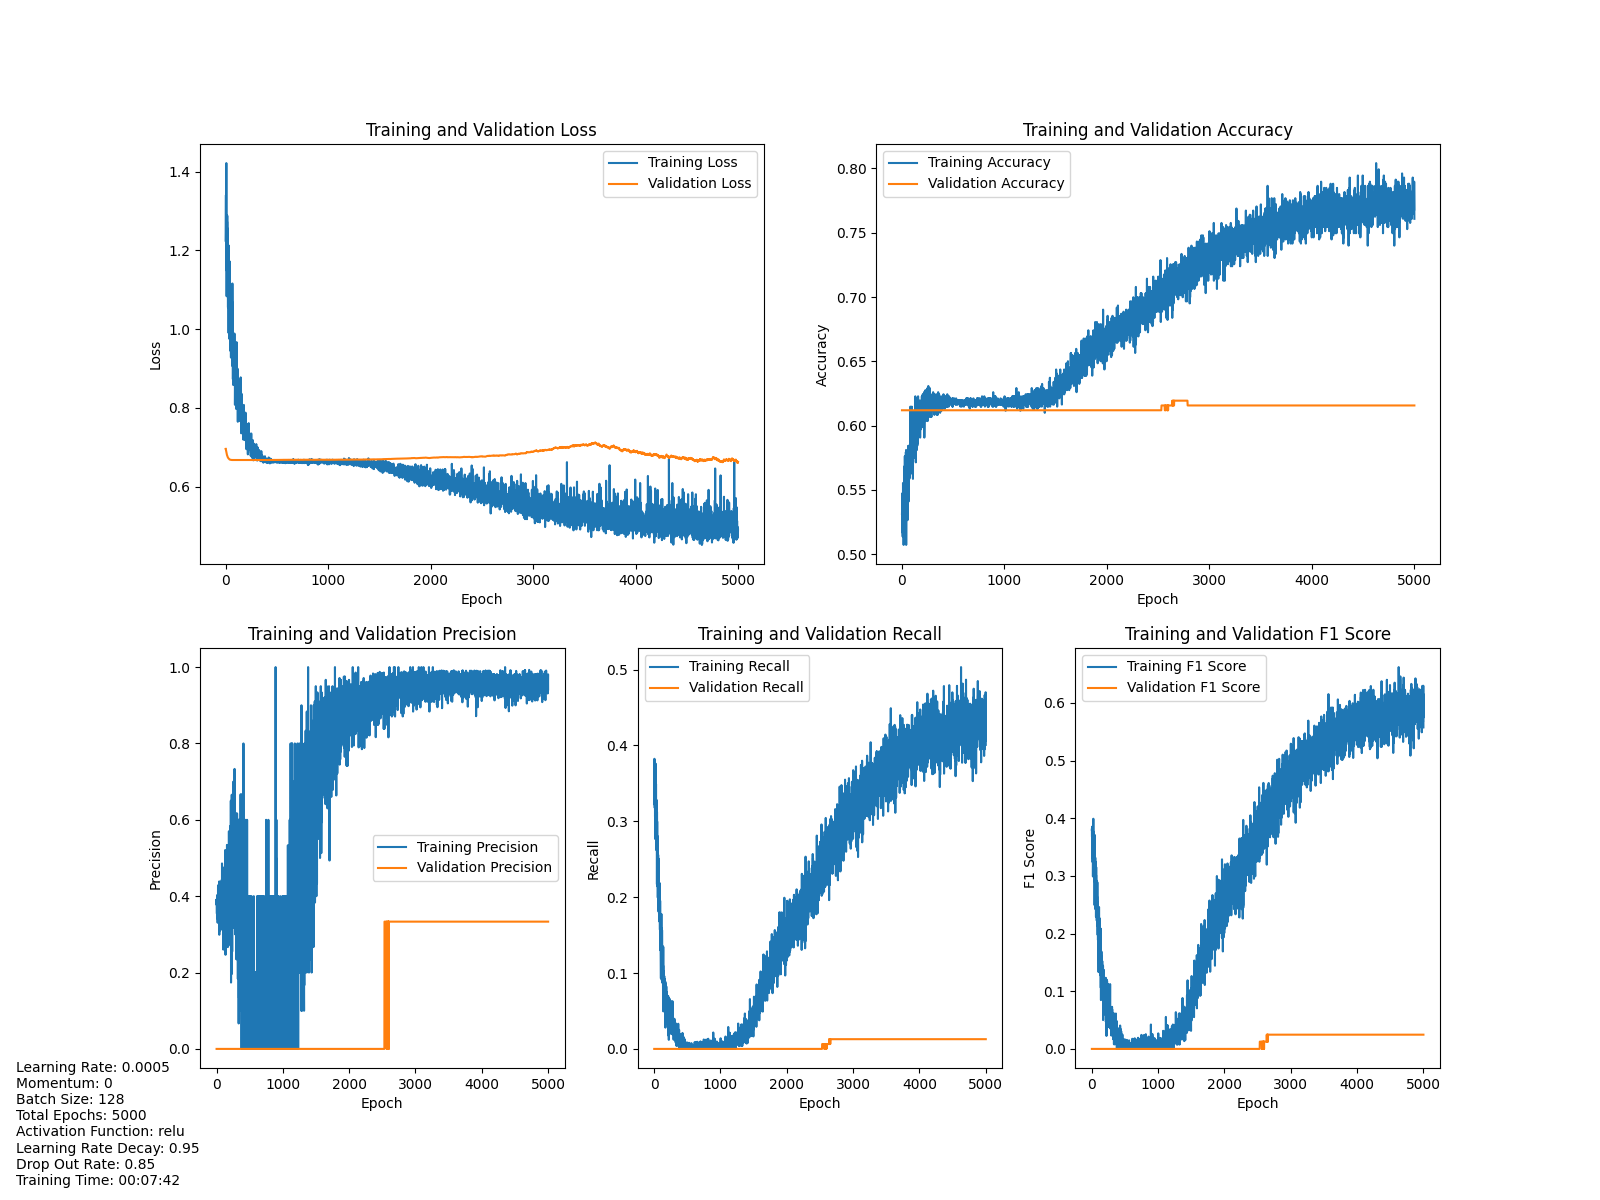 Training and Validation Loss
Training Loss
Validation Loss
1.4
1.2
1.0
0.8
0.6
Loss
0 1000 2000 3000 4000 5000
Epoch
Training and Validation Accuracy
Training Accuracy
Validation Accuracy
0.80
0.75
0.70
0.65
0.60
0.55
0.50
Accuracy
0 1000 2000 3000 4000 5000
Epoch
Training and Validation Precision
1.0
0.8
0.6
0.4
0.2
0.0
Precision
Training Precision
Validation Precision
0 1000 2000 3000 4000 5000
Epoch
Training and Validation Recall
Training Recall
Validation Recall
0.5
0.4
0.3
0.2
0.1
0.0
Recall
0 1000 2000 3000 4000 5000
Epoch
Training and Validation F1 Score
Training F1 Score
Validation F1 Score
0.6
0.5
0.4
0.3
0.2
0.1
0.0
F1 Score
0 1000 2000 3000 4000 5000
Epoch
Learning Rate: 0.0005
Momentum: 0
Batch Size: 128
Total Epochs: 5000
Activation Function: relu
Learning Rate Decay: 0.95
Drop Out Rate: 0.85
Training Time: 00:07:42